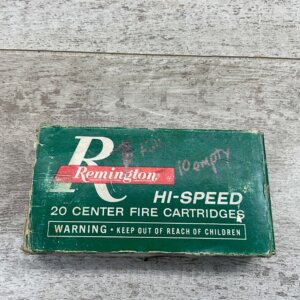 R
Remington
10 empty
HI-SPEED
20 CENTER FIRE CARTRIDGES
WARNING • KEEP OUT OF REACH OF CHILDREN